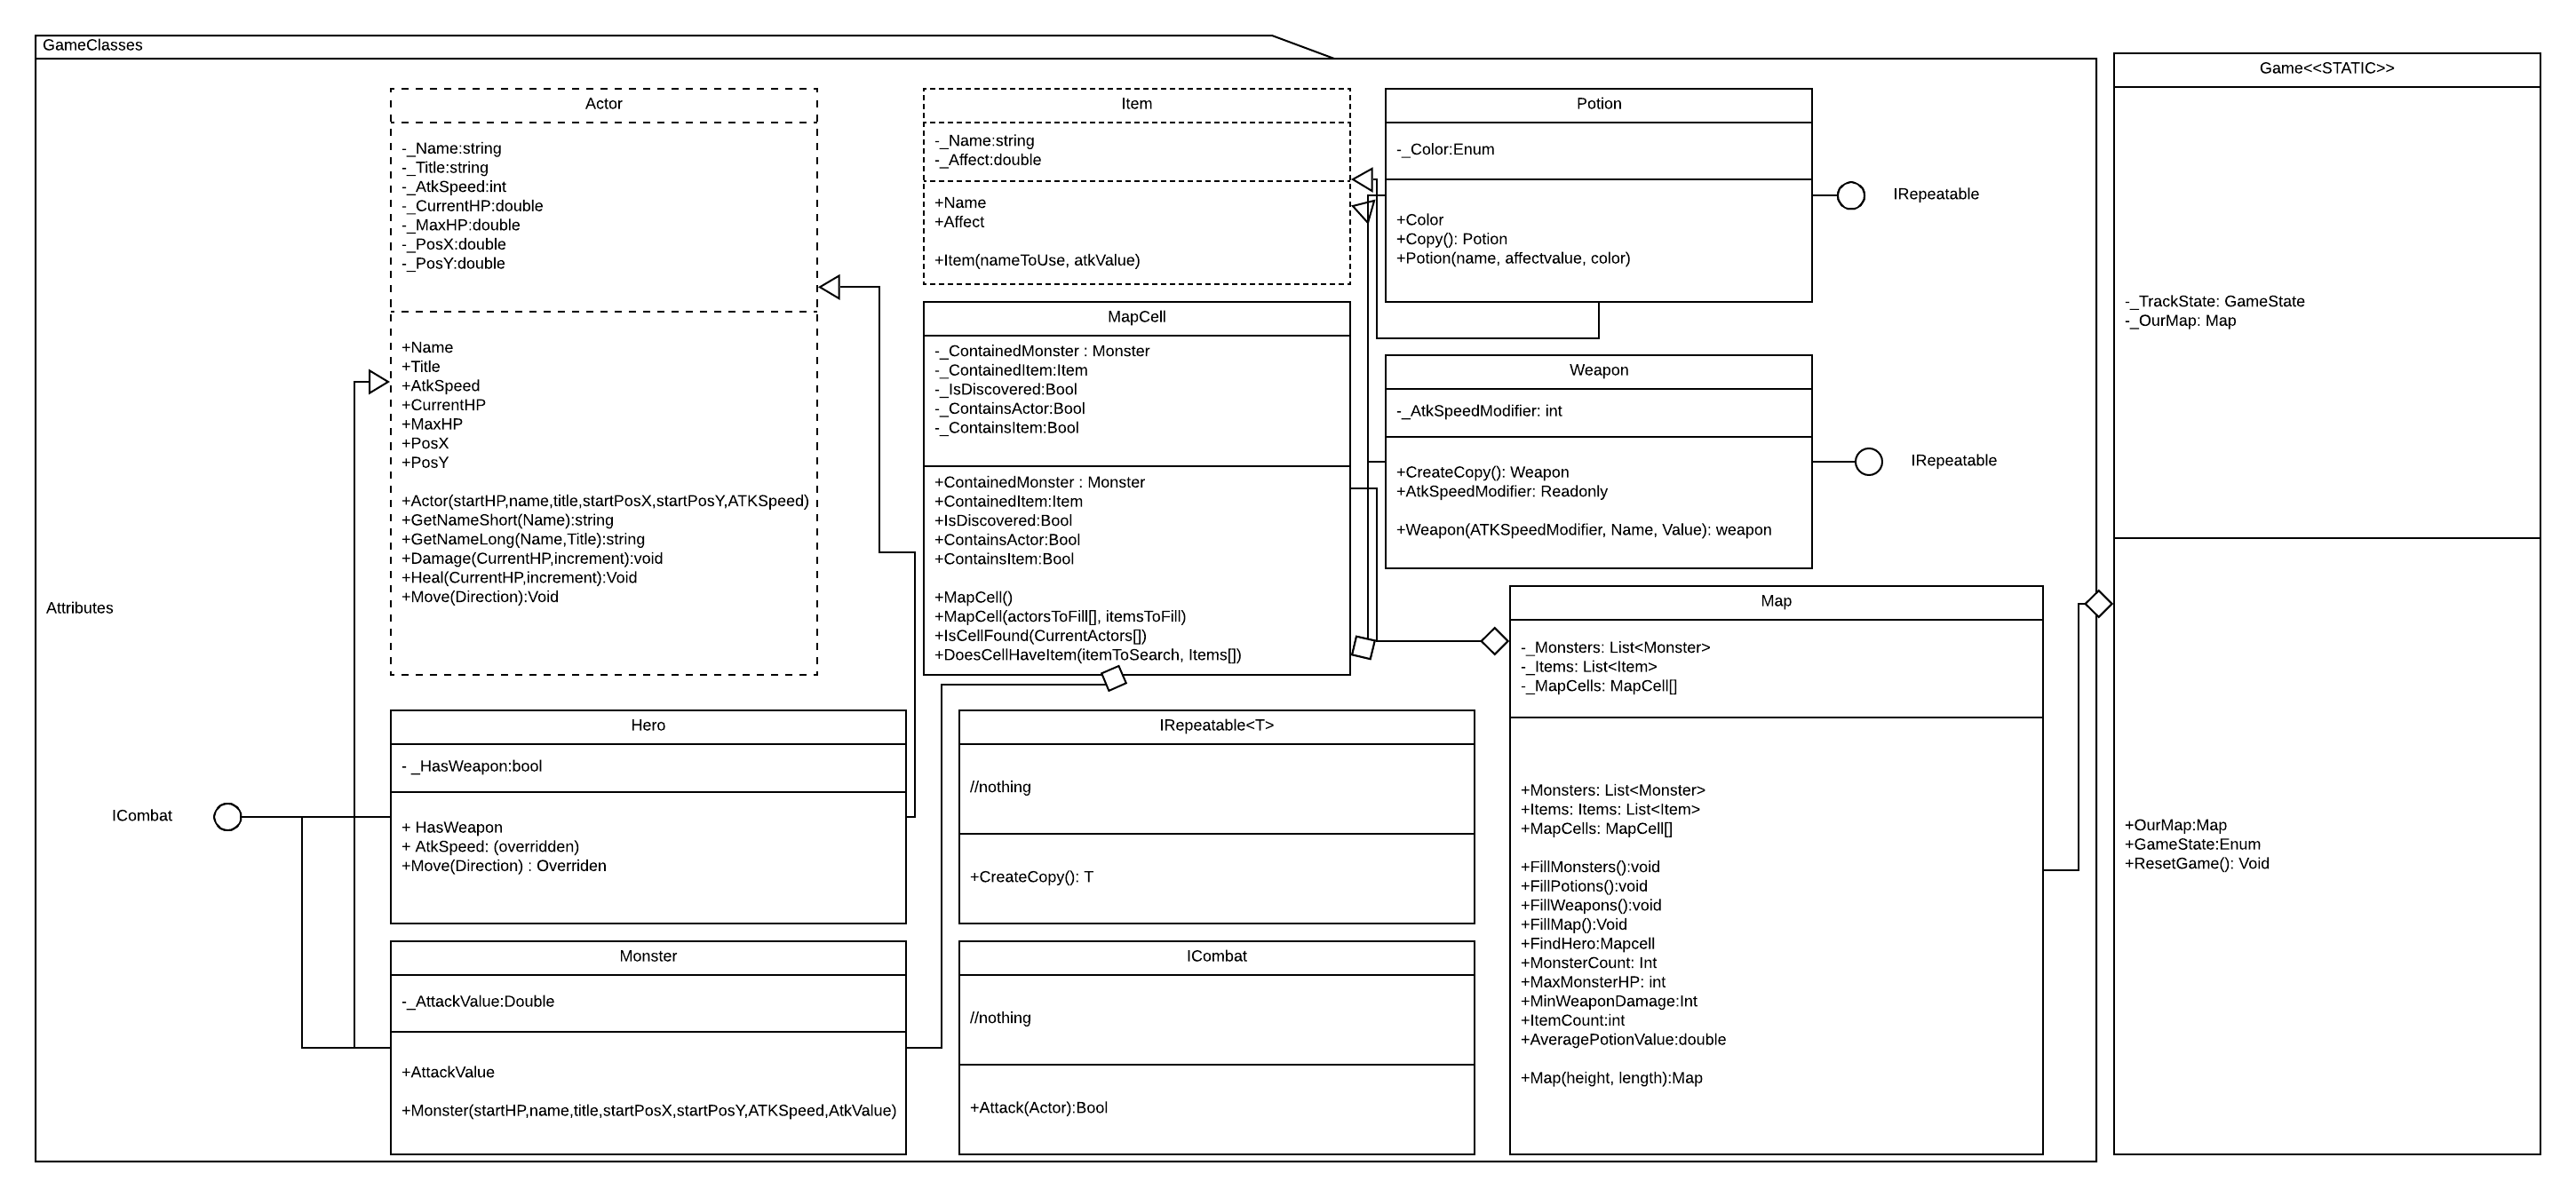 GameClasses
Attributes
Actor
-_Name:string
-_Title:string
-_AtkSpeed:int
-_CurrentHP:double
-_MaxHP:double
-_PosX:double
-_PosY:double
+Name
+Title
+AtkSpeed
+CurrentHP
+MaxHP
+PosX
+PosY
+Actor(startHP,name,title,startPosX,startPosY,ATKSpeed)
+GetNameShort(Name):string
+GetNameLong(Name,Title):string
+Damage(CurrentHP,increment):void
+Heal(CurrentHP,increment):Void
+Move(Direction):Void
Item
-_Name:string
-_Affect:double
+Name
+Affect
+Item(nameToUse, atkValue)
Potion
-_Color:Enum
+Color
+Copy(): Potion
+Potion(name, affectvalue, color)
IRepeatable
MapCell
-_ContainedMonster : Monster
-_ContainedItem:Item
-_IsDiscovered:Bool
-_ContainsActor:Bool
-_ContainsItem:Bool
+ContainedMonster : Monster
+ContainedItem:Item
+IsDiscovered:Bool
+ContainsActor:Bool
+ContainsItem:Bool
+MapCell()
+MapCell(actorsToFill[], itemsToFill)
+IsCellFound(CurrentActors[])
+DoesCellHaveItem(itemToSearch, Items[])
Weapon
-_AtkSpeedModifier: int
+CreateCopy(): Weapon
+AtkSpeedModifier: Readonly
+Weapon(ATKSpeedModifier, Name, Value): weapon
IRepeatable
ICombat
Hero
- _HasWeapon:bool
+ HasWeapon
+ AtkSpeed: (overridden)
+Move(Direction) : Overriden
Monster
-_AttackValue:Double
+AttackValue
+Monster(startHP,name,title,startPosX,startPosY,ATKSpeed,AtkValue)
IRepeatable<T>
//nothing
+CreateCopy(): T
ICombat
//nothing
+Attack(Actor):Bool
Map
-_Monsters: List<Monster>
-_Items: List<Item>
-_MapCells: MapCell[]
+Monsters: List<Monster>
+Items: Items: List<Item>
+MapCells: MapCell[]
+FillMonsters():void
+FillPotions():void
+FillWeapons():void
+FillMap():Void
+FindHero:Mapcell
+MonsterCount: Int
+MaxMonsterHP: int
+MinWeaponDamage:Int
+ItemCount:int
+AveragePotionValue:double
+Map(height, length):Map
Game<<STATIC>>
-_TrackState: GameState
-_OurMap: Map
+OurMap:Map
+GameState:Enum
+ResetGame(): Void